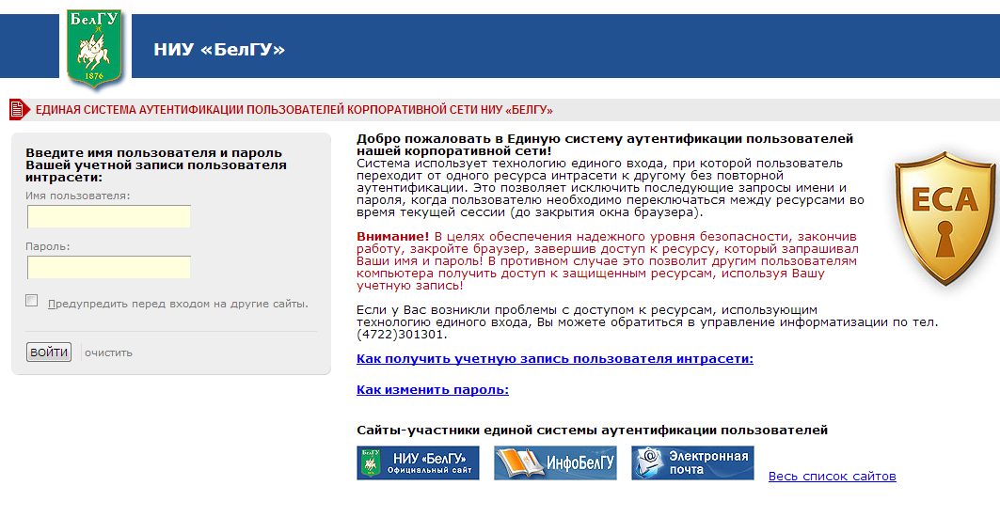 БелГУ
1876
НИУ «БелГУ»
ЕДИНАЯ СИСТЕМА АУТЕНТИФИКАЦИИ ПОЛЬЗОВАТЕЛЕЙ КОРПОРАТИВНОЙ СЕТИ НИУ «БЕЛГУ»
Введите имя пользователя и пароль
Вашей учетной записи пользователя
интрасети:
Имя пользователя:
Пароль:
Предупредить перед входом на другие сайты.
ВОЙТИ
очистить
Добро пожаловать в Единую систему аутентификации пользователей
нашей корпоративной сети!
Система использует технологию единого входа, при которой пользователь
переходит от одного ресурса интрасети к другому без повторной
аутентификации. Это позволяет исключить последующие запросы имени и
пароля, когда пользователю необходимо переключаться между ресурсами во
время текущей сессии (до закрытия окна браузера).
Внимание! В целях обеспечения надежного уровня безопасности, закончив
работу, закройте браузер, завершив доступ к ресурсу, который запрашивал
Ваши имя и пароль! В противном случае это позволит другим пользователям
компьютера получить доступ к защищенным ресурсам, используя Вашу
учетную запись!
Если у Вас возникли проблемы с доступом к ресурсам, использующим
технологию единого входа, Вы можете обратиться в управление информатизации по тел.
(4722)301301.
Как получить учетную запись пользователя интрасети:
Как изменить пароль:
ЕСА
Сайты-участники единой системы аутентификации пользователей
БелГУ
НИУ «БелГУ»
Официальный сайт
ИнфоБелГУ
Электронная
почта
Весь список сайтов